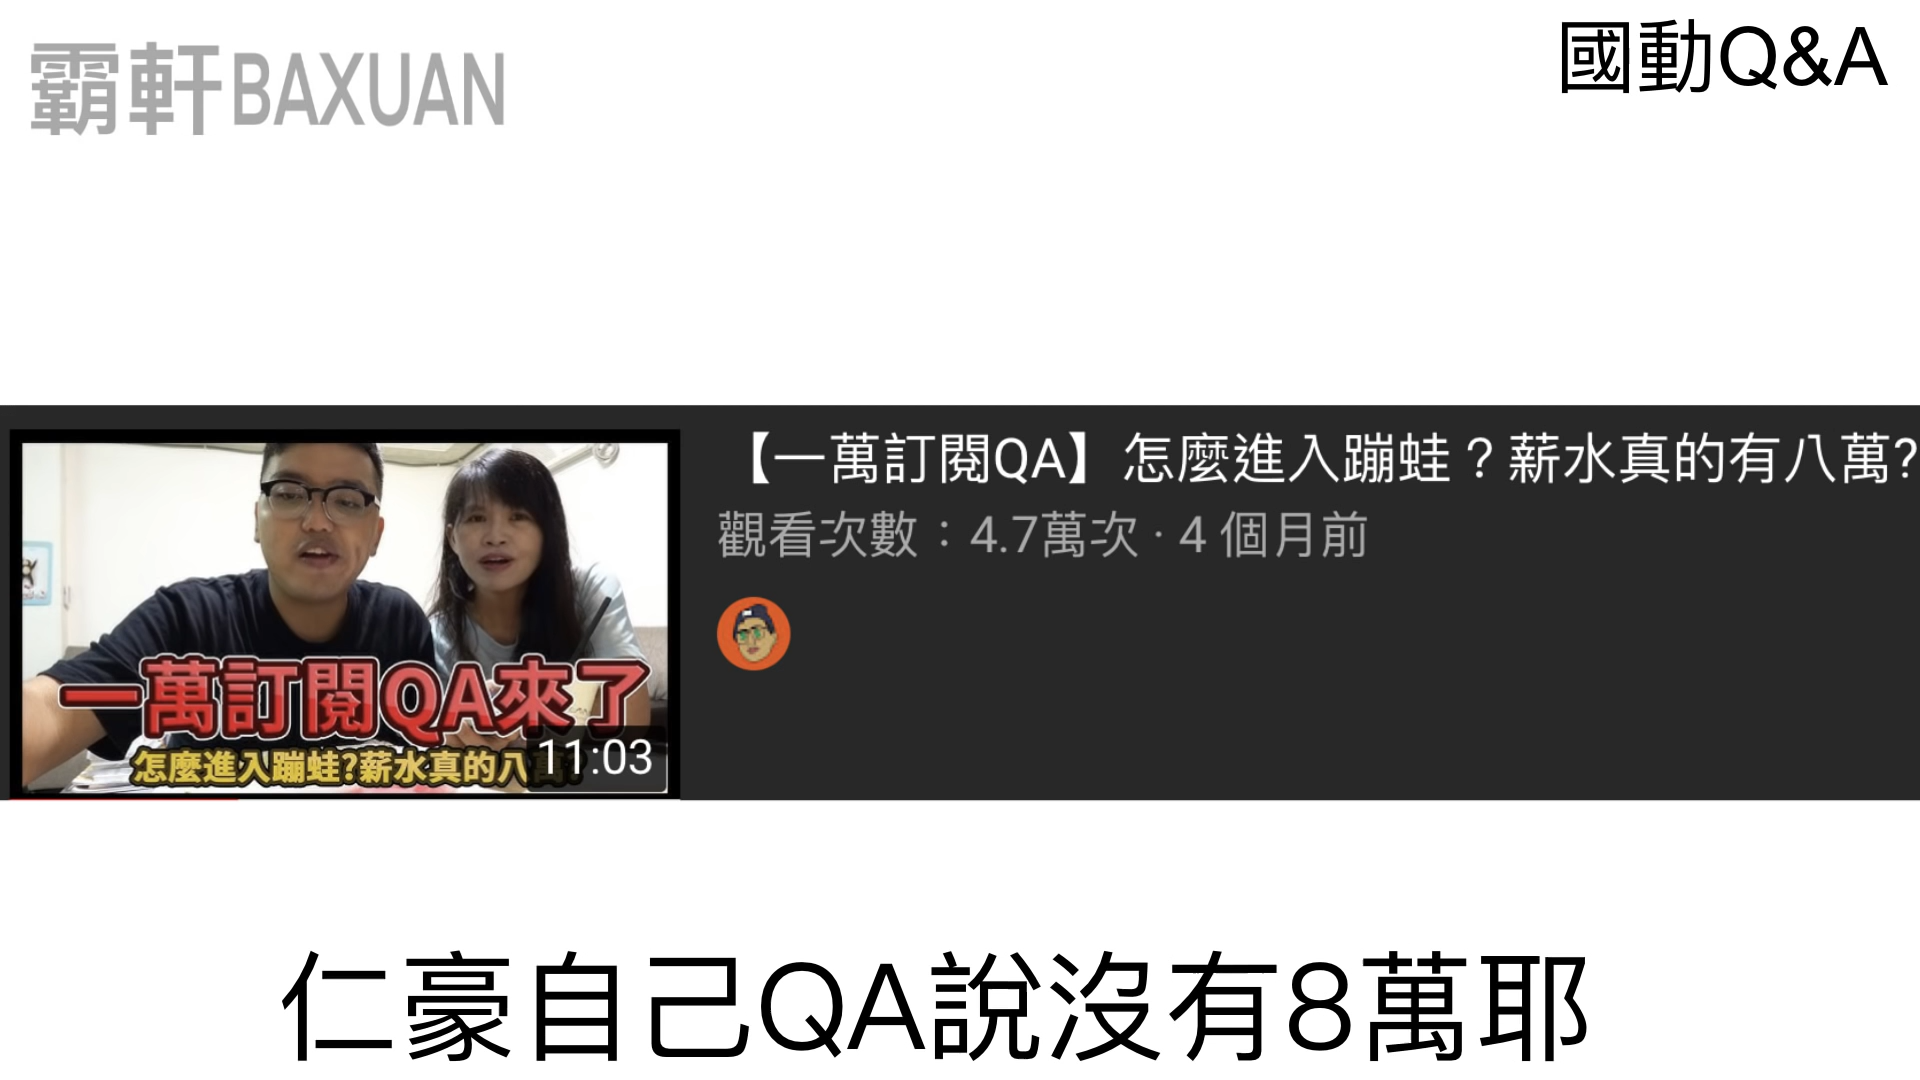 霸軒BAXUAN
國動Q&A
【一萬訂閱QA】怎麼進入蹦蛙？薪水真的有八萬?
觀看次數：4.7萬次 · 4 個月前
一萬訂閱QA來了
怎麼進入蹦蛙?薪水真的八萬?
11:03
仁豪自己QA說沒有8萬耶